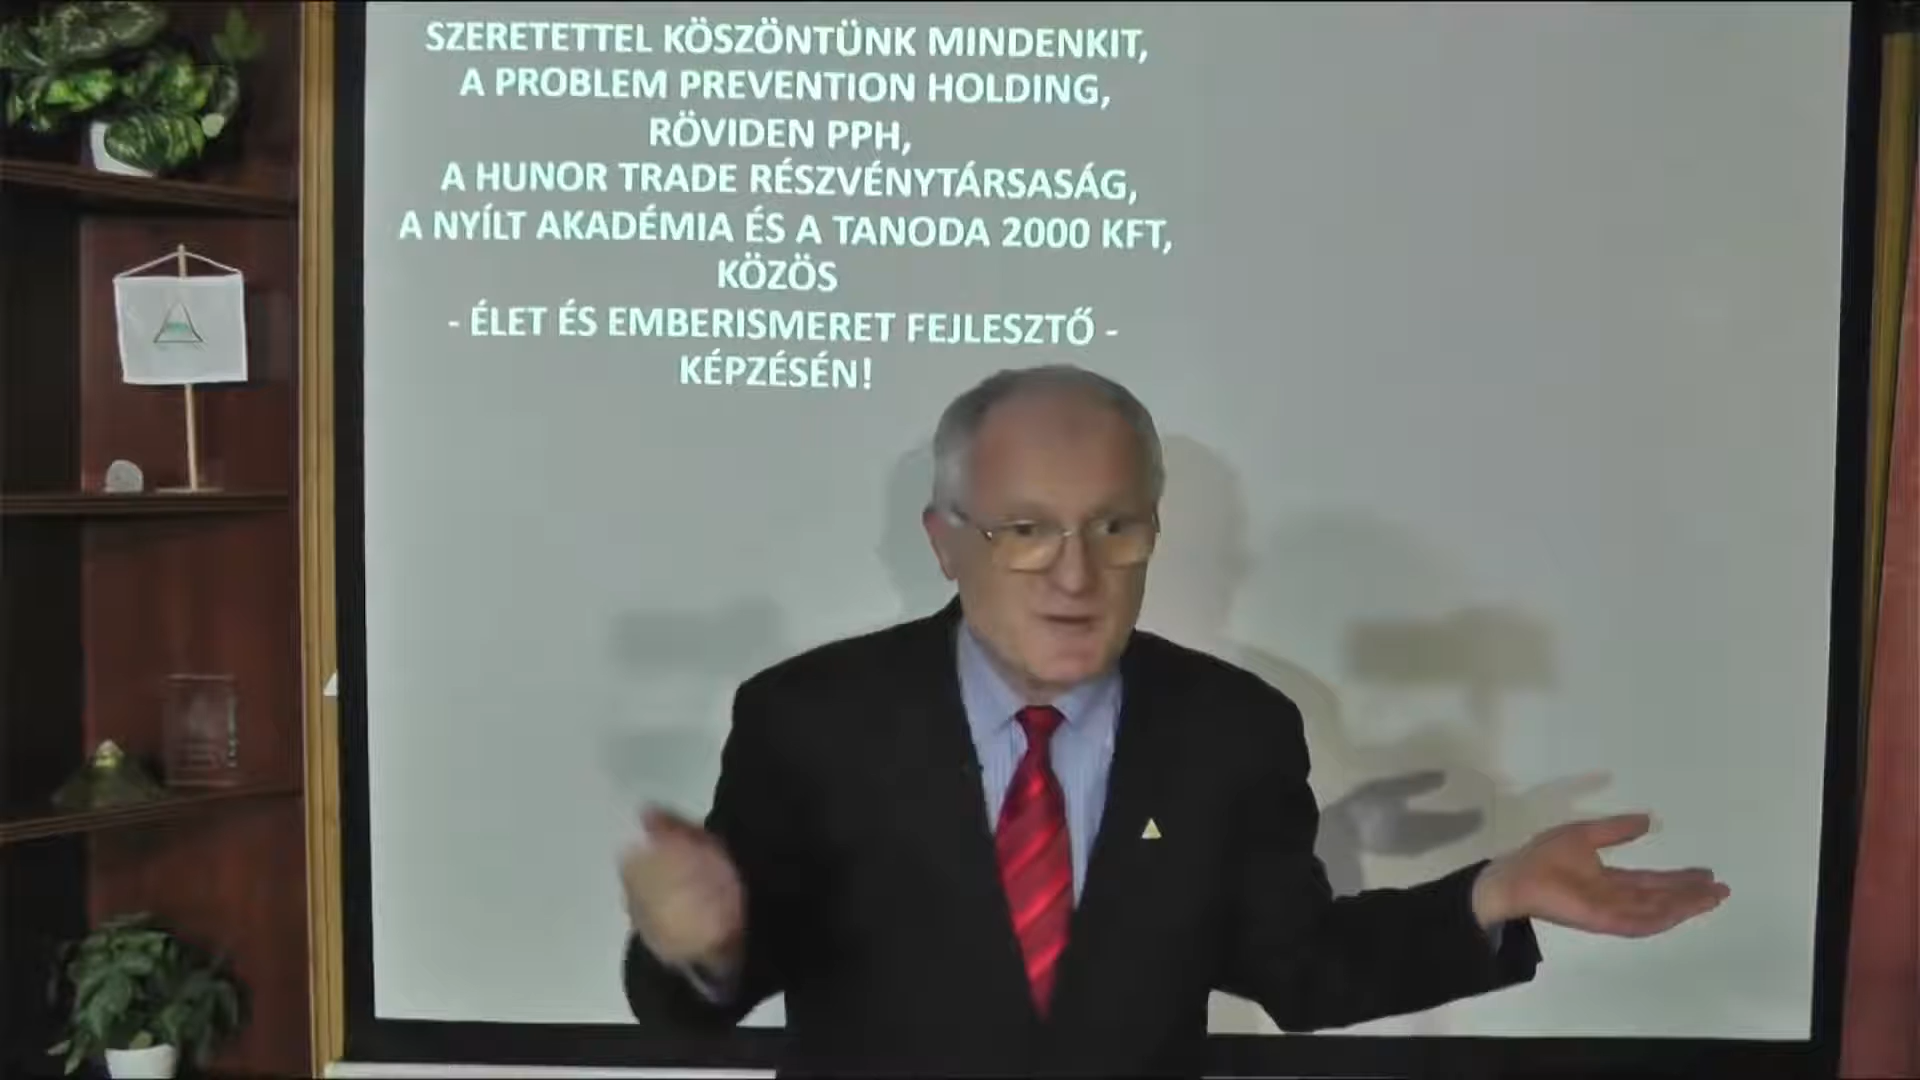 SZERETETTEL KÖSZÖNTÜNK MINDENKIT,
A PROBLEM PREVENTION HOLDING,
RÖVIDEN PPH,
A HUNOR TRADE RÉSZVÉNYTÁRSASÁG,
A NYÍLT AKADÉMIA ÉS A TANODA 2000 KFT,
KÖZÖS
- ÉLET ÉS EMBERISMERET FEJLESZTŐ -
KÉPZÉSÉN!